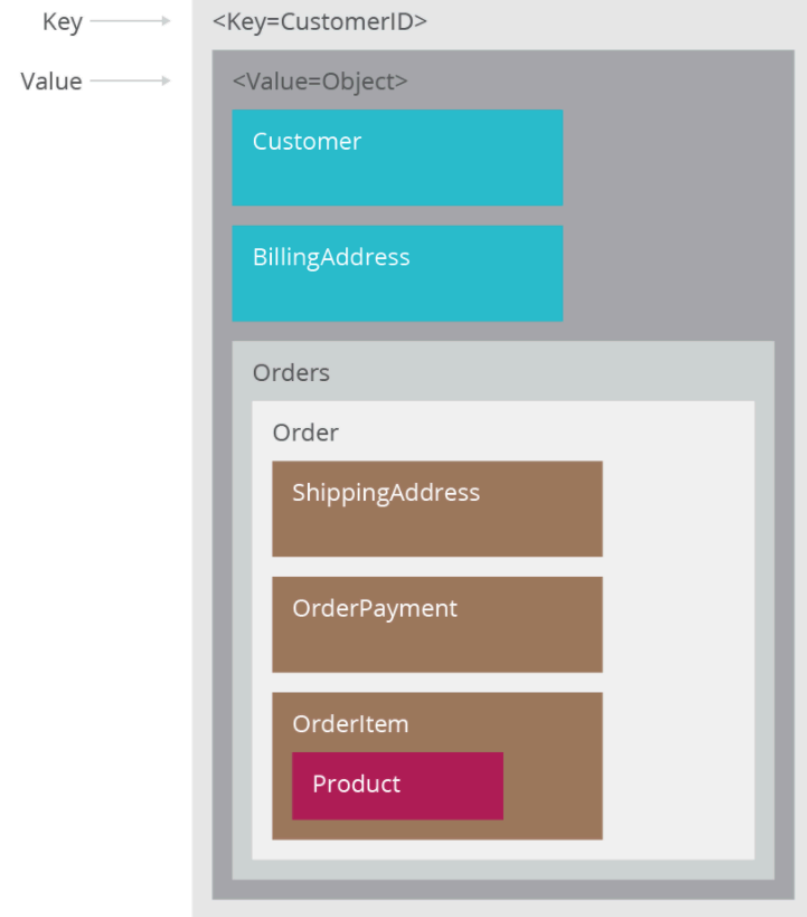 Key
<Key=CustomerID>
Value
<Value=Object>
Customer
BillingAddress
Orders
Order
ShippingAddress
OrderPayment
OrderItem
Product